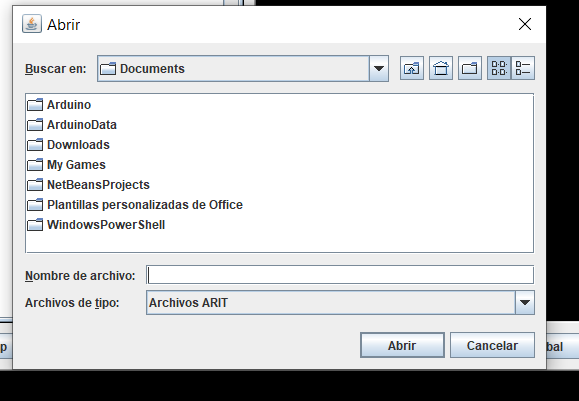 Abrir
Buscar en: Documents
Arduino
ArduinoData
Downloads
My Games
NetBeansProjects
Plantillas personalizadas de Office
WindowsPowerShell
Nombre de archivo:
Archivos de tipo: Archivos ARIT
Abrir Cancelar
p bal